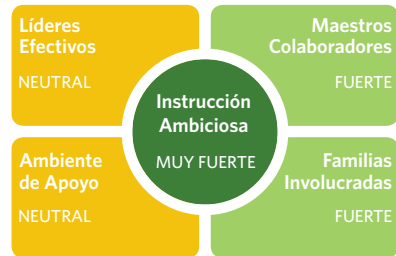 Líderes
Efectivos
NEUTRAL
Maestros
Colaboradores
FUERTE
Instrucción
Ambiciosa
MUY FUERTE
Ambiente
de Apoyo
NEUTRAL
Familias
Involucradas
FUERTE